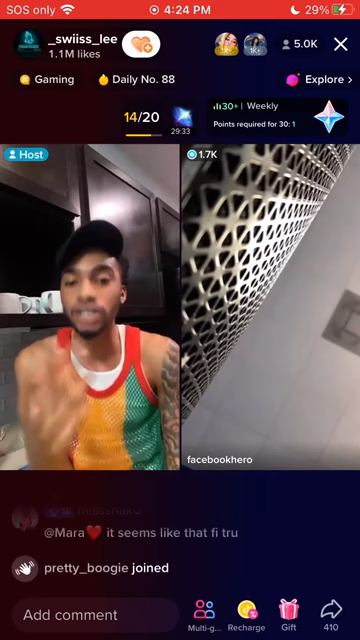 SOS only
4:24 PM
29%
_swiiss_lee
1.1M likes
1K+
1K+
5.0K
Gaming
Daily No. 88
Explore >
14/20
29:33
30+ | Weekly
Points required for 30: 1
Host
1.7K
facebookhero
@Mara❤️ it seems like that fi tru
pretty_boogie joined
Add comment
Multi-g...
Recharge
Gift
410